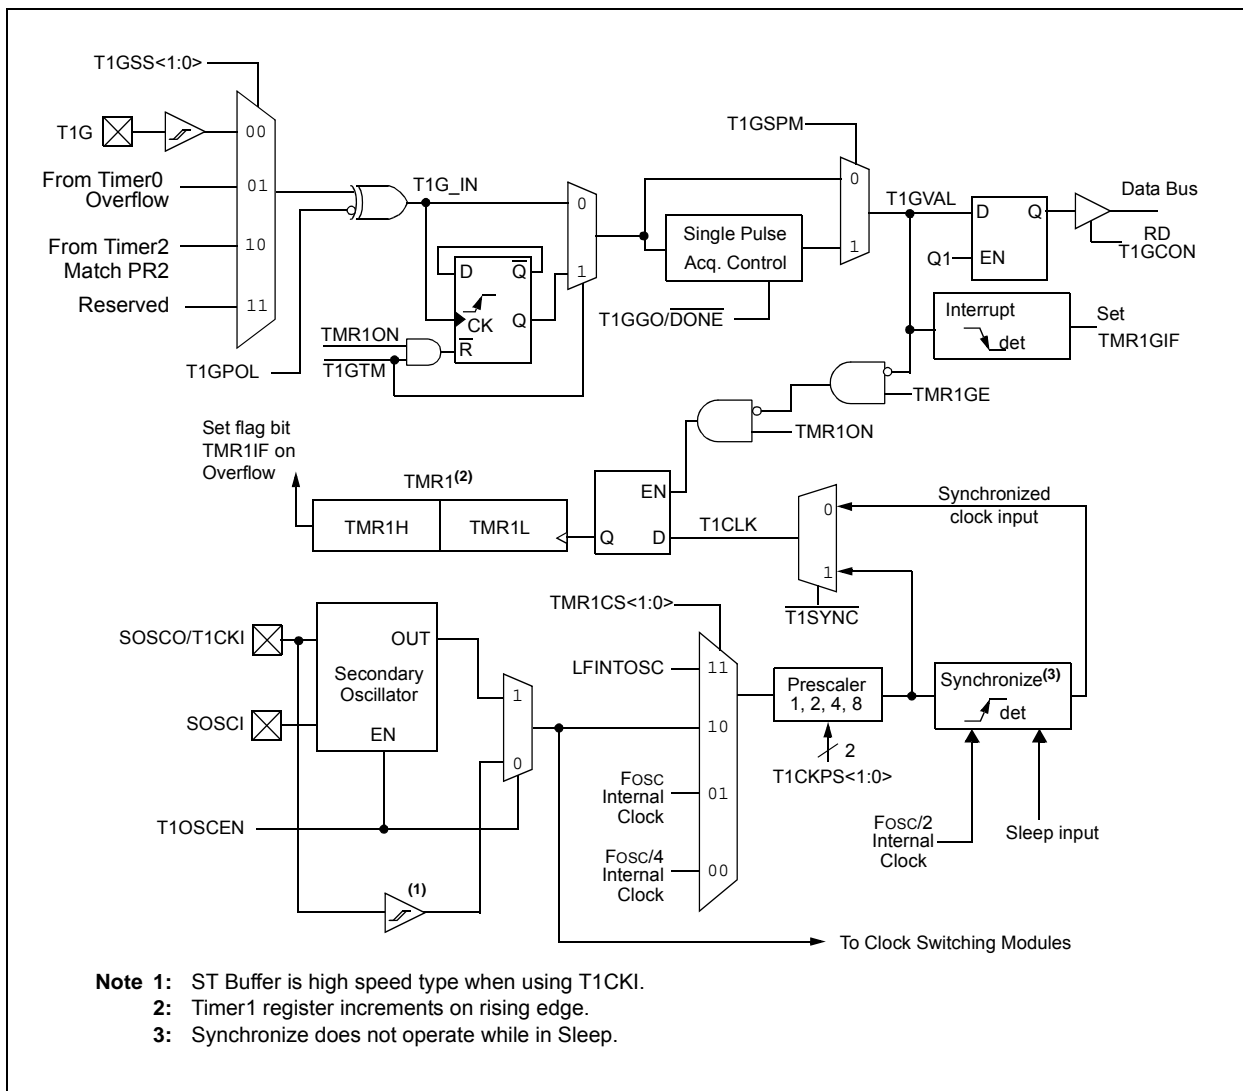 T1GSS<1:0>
T1G
00
From Timer0
Overflow
01
From Timer2
Match PR2
10
Reserved
11
T1GPOL
T1G_IN
D
Q
CK
Q
R
TMR1ON
T1GTM
0
1
T1GSPM
Single Pulse
Acq. Control
T1GGO/DONE
0
1
T1GVAL
D
Q
Q1
EN
Data Bus
RD
T1GCON
Interrupt
det
Set
TMR1GIF
TMR1GE
TMR1ON
Set flag bit
TMR1IF on
Overflow
TMR1(2)
TMR1H
TMR1L
EN
Q
D
T1CLK
0
1
T1SYNC
Synchronized
clock input
SOSCO/T1CKI
SOSCI
OUT
Secondary
Oscillator
EN
T1OSCEN
1
0
(1)
TMR1CS<1:0>
LFINTOSC
11
10
FOSC
Internal
Clock
01
FOSC/4
Internal
Clock
00
Prescaler
1, 2, 4, 8
2
T1CKPS<1:0>
Synchronize(3)
det
FOSC/2
Internal
Clock
Sleep input
To Clock Switching Modules
Note 1: ST Buffer is high speed type when using T1CKI.
2: Timer1 register increments on rising edge.
3: Synchronize does not operate while in Sleep.